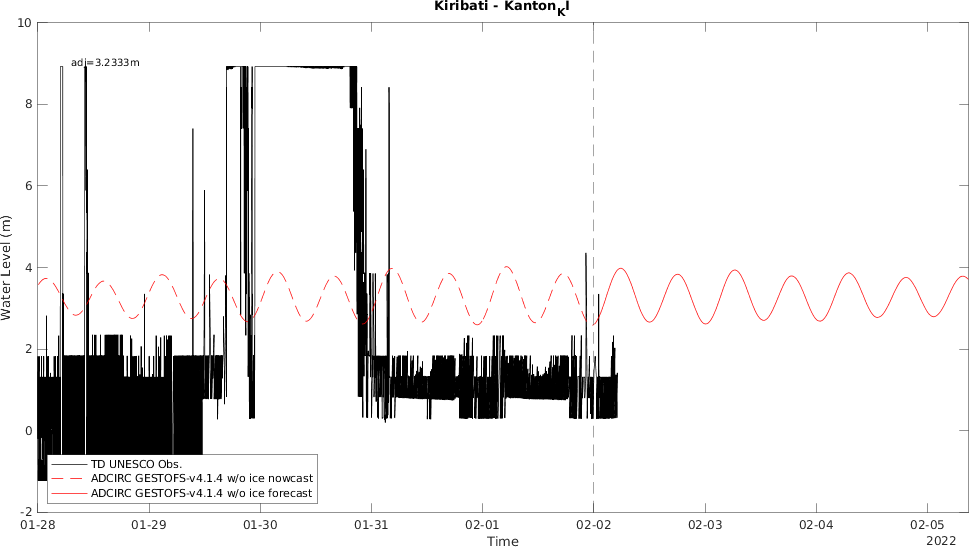 Kiribati - Kanton_KI
adj=3.2333m
10
8
6
4
2
0
-2
Water Level (m)
TD UNESCO Obs.
ADCIRC GESTOFS-v4.1.4 w/o ice nowcast
ADCIRC GESTOFS-v4.1.4 w/o ice forecast
01-28 01-29 01-30 01-31 02-01 02-02 02-03 02-04 02-05
Time
2022